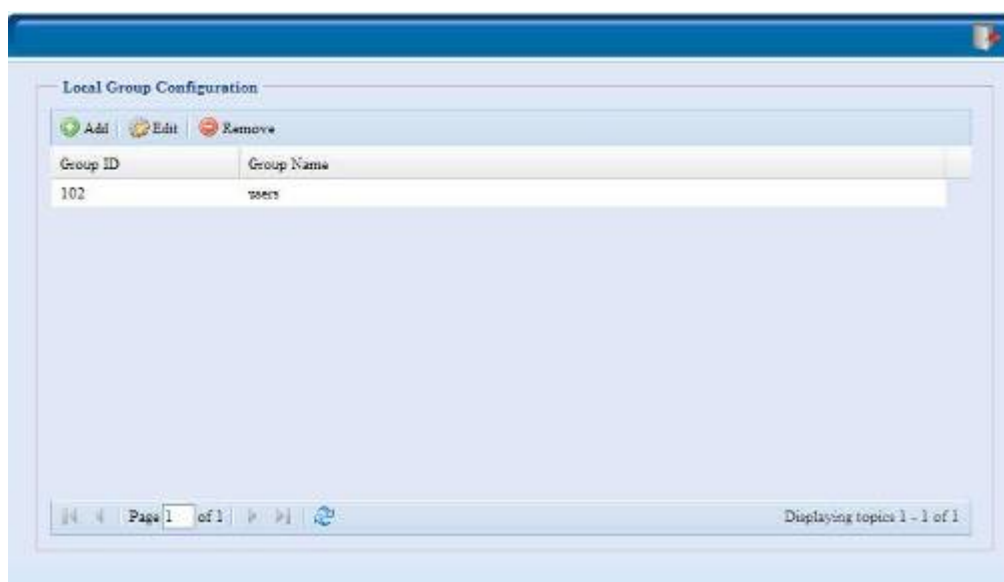 Local Group Configuration
Add Edit Remove
Group ID Group Name
102 users
Page 1 of 1 Displaying topics 1 - 1 of 1